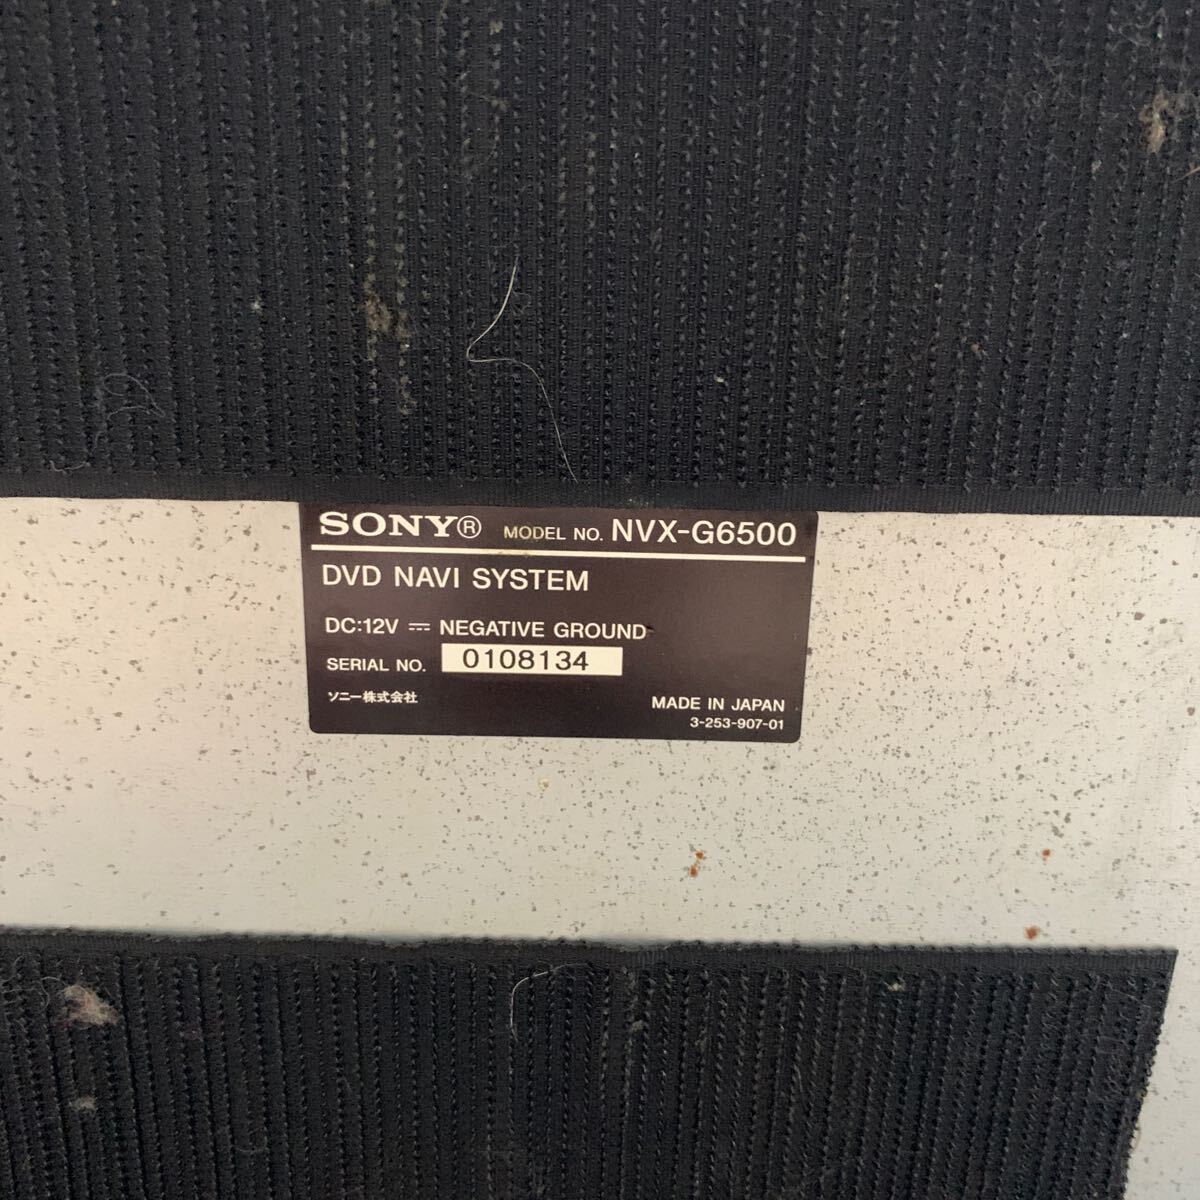 SONY® MODEL NO. NVX-G6500
DVD NAVI SYSTEM
DC:12V ⎓ NEGATIVE GROUND
SERIAL NO. 0108134
ソニー株式会社
MADE IN JAPAN
3-253-907-01